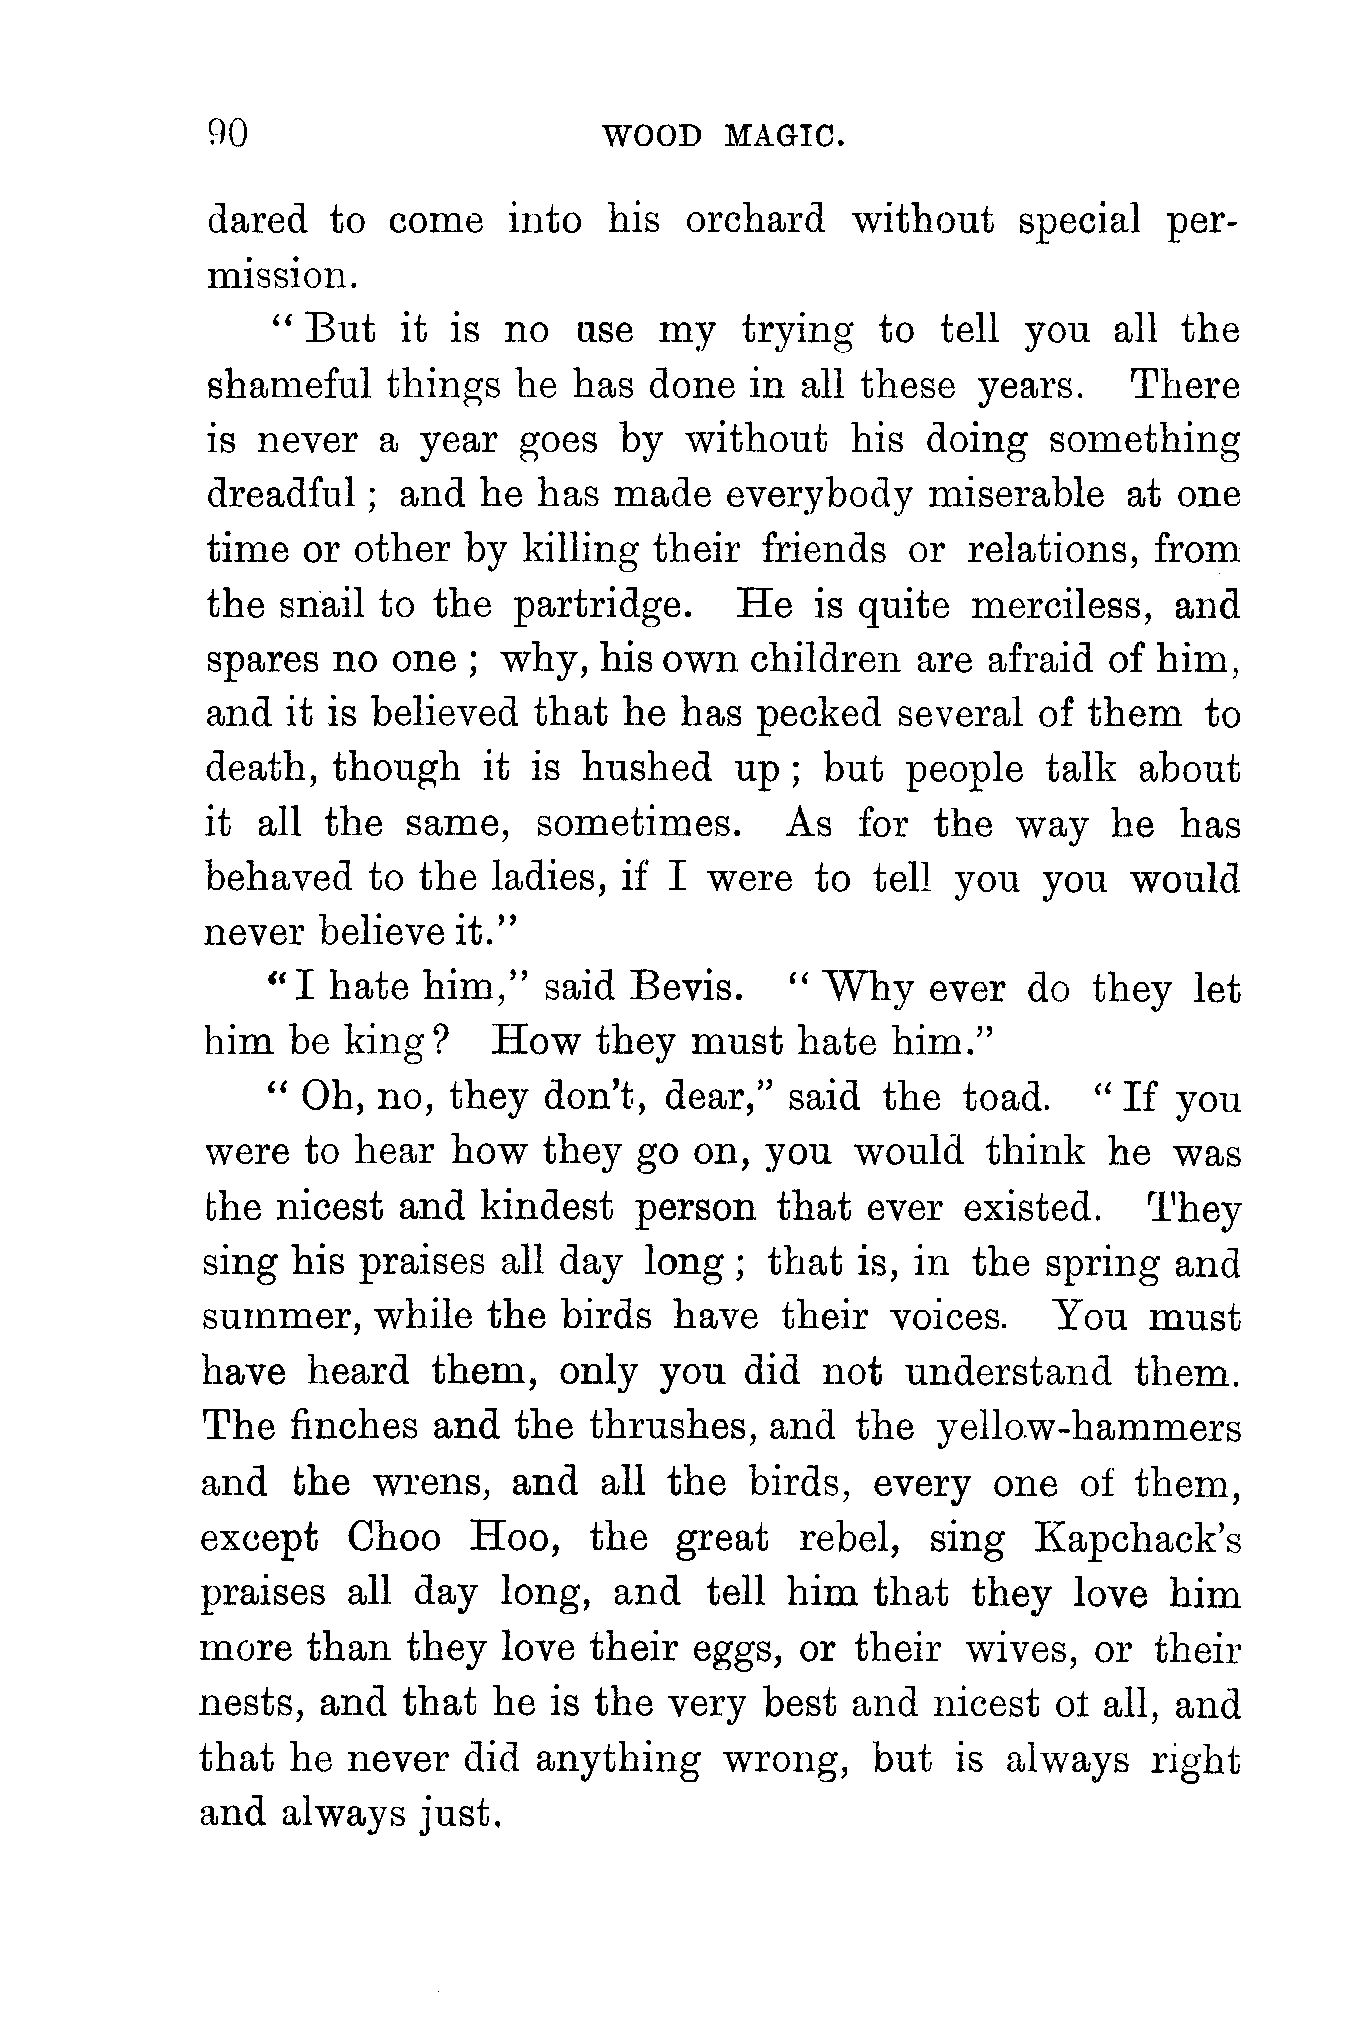 90 WOOD MAGIC.
dared to come into his orchard without special per-
mission.
“ But it is no use my trying to tell you all the
shameful things he has done in all these years. There
is never a year goes by without his doing something
dreadful ; and he has made everybody miserable at one
time or other by killing their friends or relations, from
the snail to the partridge. He is quite merciless, and
spares no one ; why, his own children are afraid of him,
and it is believed that he has pecked several of them to
death, though it is hushed up ; but people talk about
it all the same, sometimes. As for the way he has
behaved to the ladies, if I were to tell you you would
never believe it.”
“ I hate him,” said Bevis. “ Why ever do they let
him be king ? How they must hate him.”
“ Oh, no, they don’t, dear,” said the toad. “ If you
were to hear how they go on, you would think he was
the nicest and kindest person that ever existed. They
sing his praises all day long ; that is, in the spring and
summer, while the birds have their voices. You must
have heard them, only you did not understand them.
The finches and the thrushes, and the yellow-hammers
and the wrens, and all the birds, every one of them,
except Choo Hoo, the great rebel, sing Kapchack’s
praises all day long, and tell him that they love him
more than they love their eggs, or their wives, or their
nests, and that he is the very best and nicest of all, and
that he never did anything wrong, but is always right
and always just.